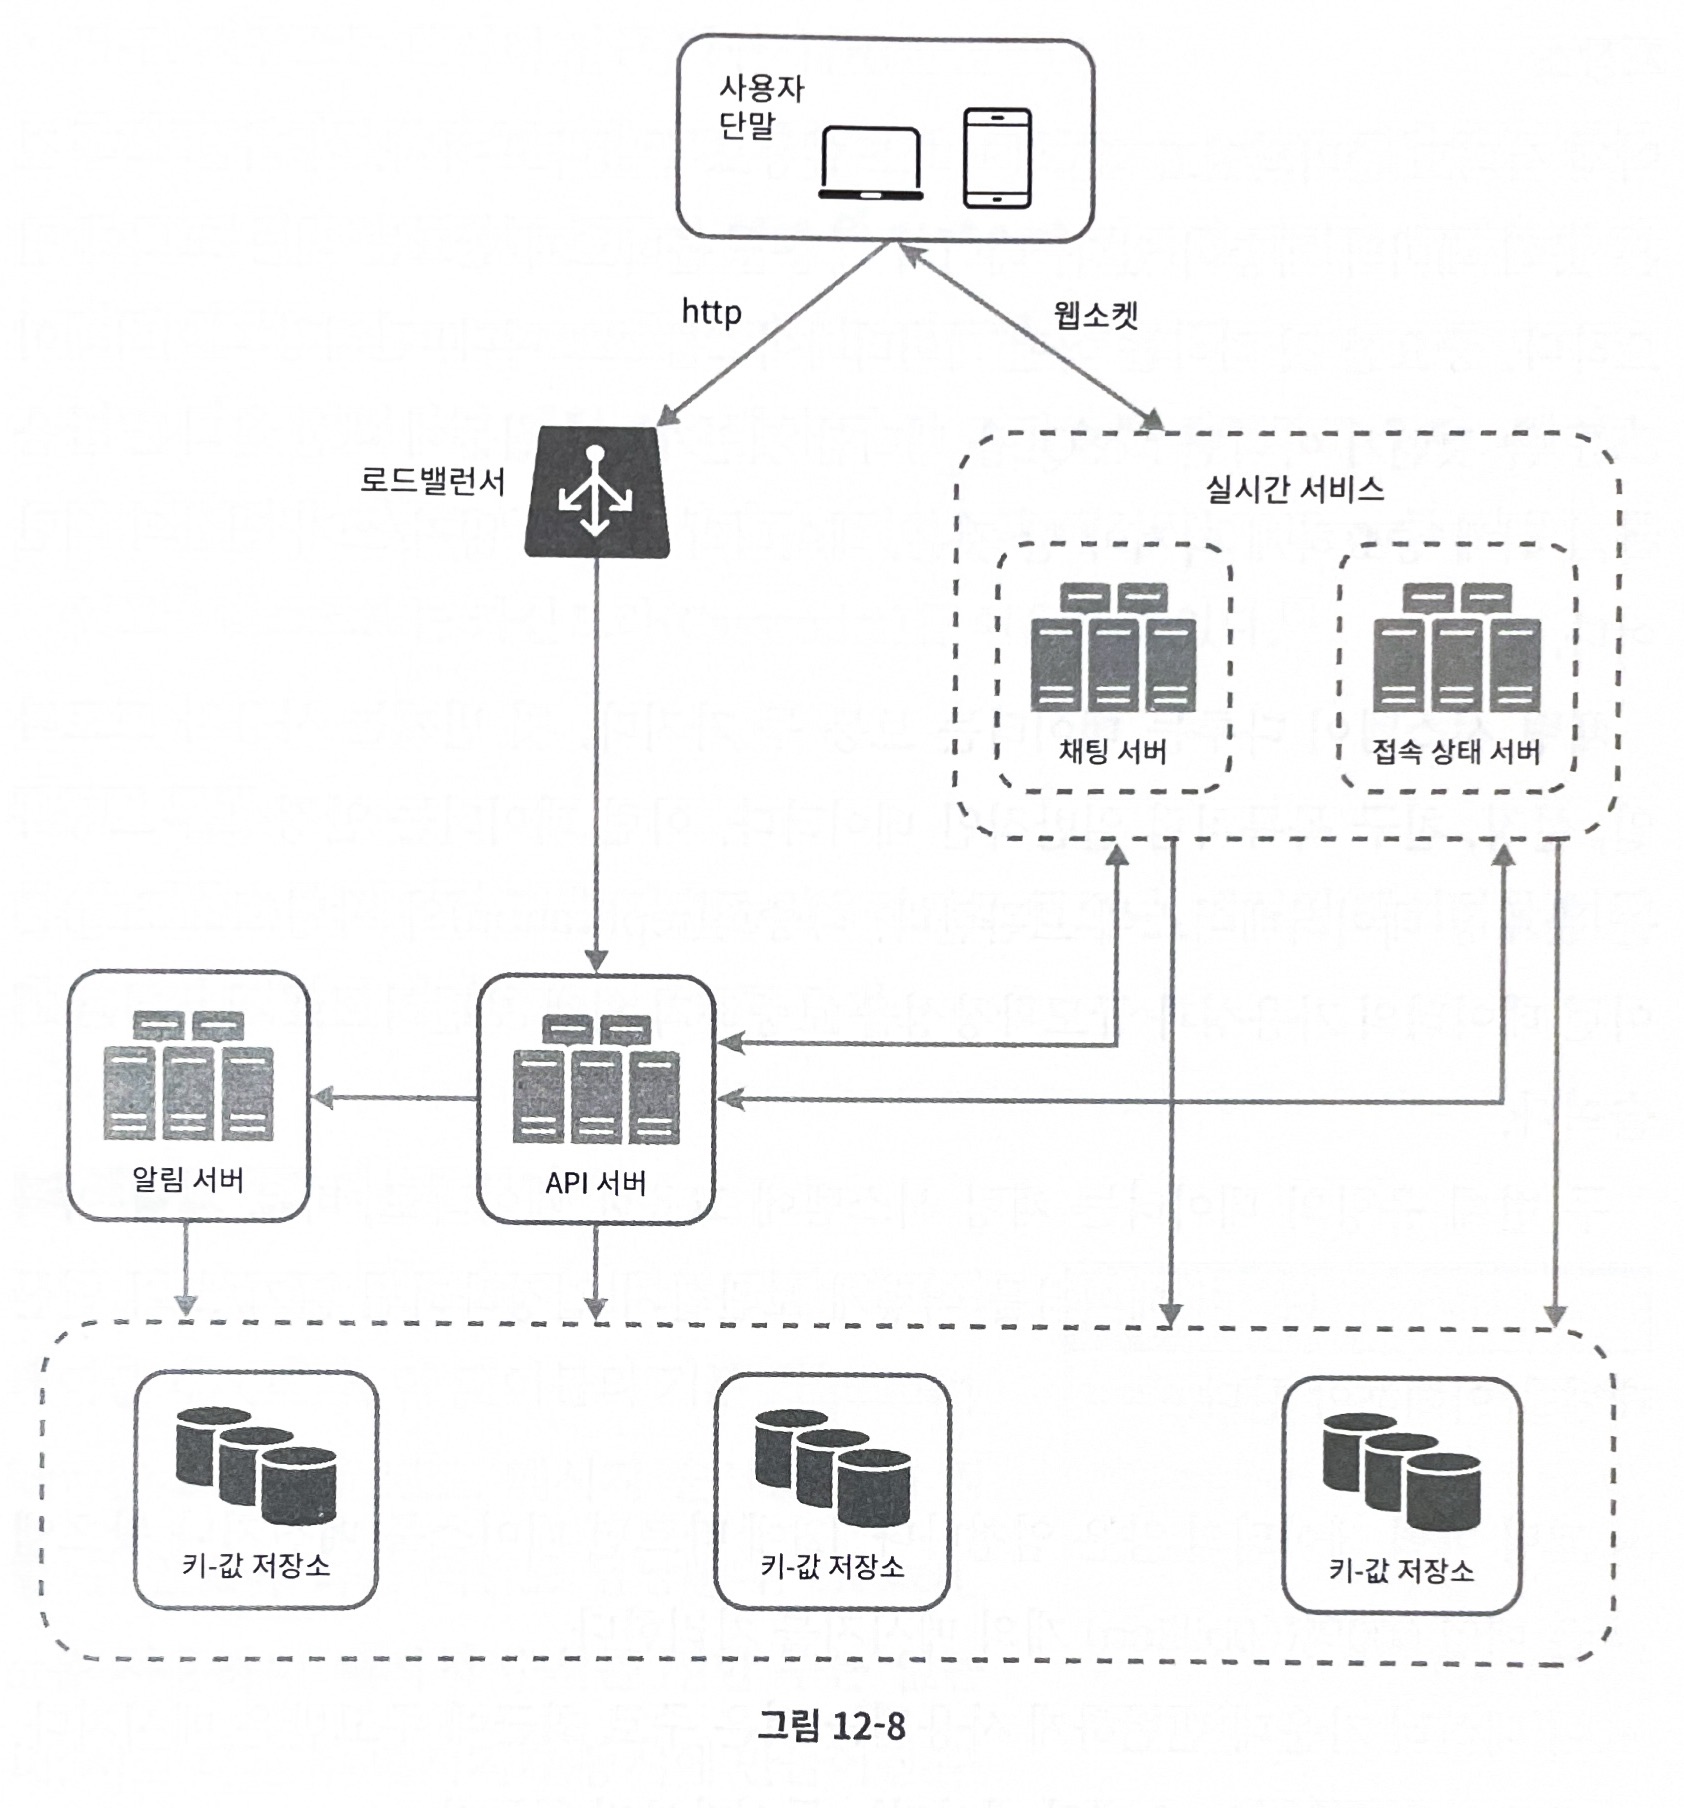 사용자
단말
http
웹소켓
로드밸런서
실시간 서비스
채팅 서버
접속 상태 서버
알림 서버
API 서버
키-값 저장소
키-값 저장소
키-값 저장소
그림 12-8